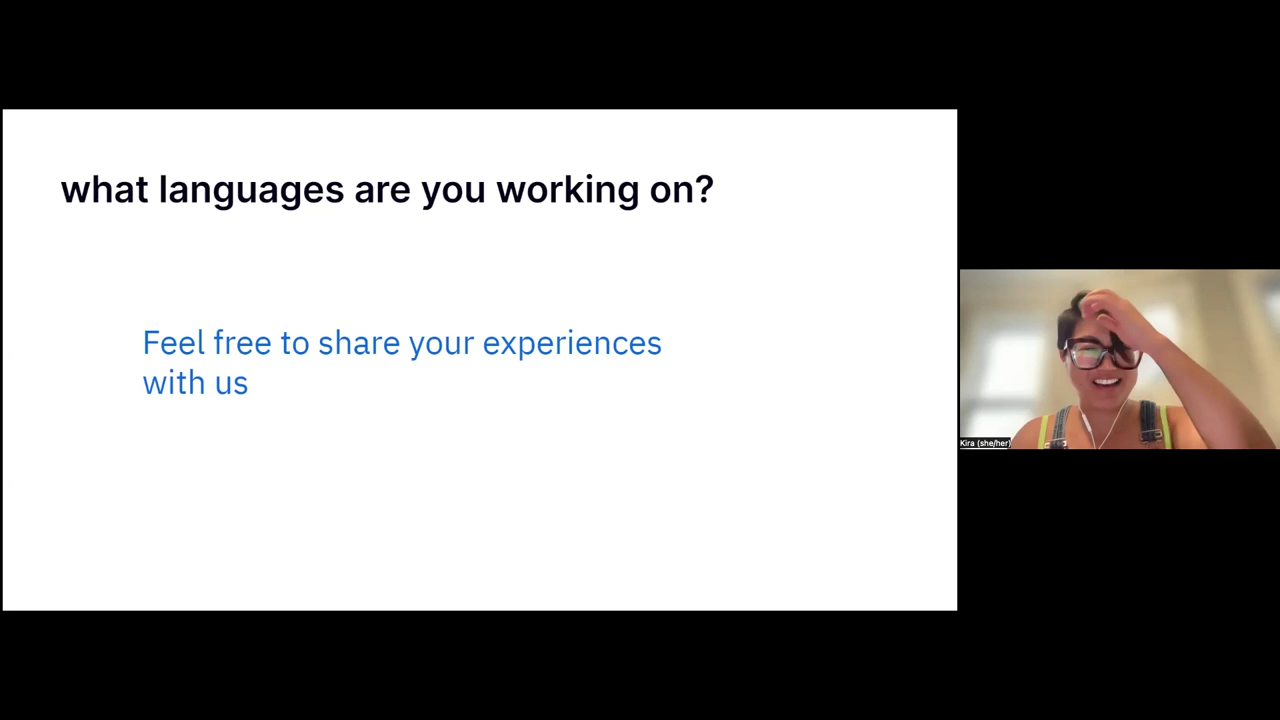 what languages are you working on?
Feel free to share your experiences
with us
Kira (she/her)